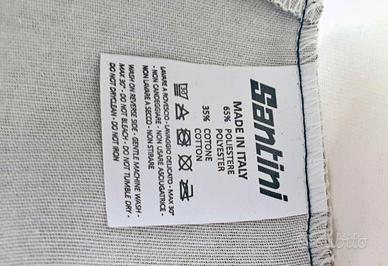 Santini
MADE IN ITALY
65% POLIESTERE
POLYESTER
35% COTONE
COTTON
LAVARE A ROVESCIO - LAVAGGIO DELICATO - MAX 30°
- NON CANDEGGIARE - NON USARE ASCIUGATRICE -
NON LAVARE A SECCO - NON STIRARE
WASH ON REVERSE SIDE - GENTLE MACHINE WASH -
MAX 30° - DO NOT BLEACH - DO NOT TUMBLE DRY -
DO NOT DRYCLEAN - DO NOT IRON
subito